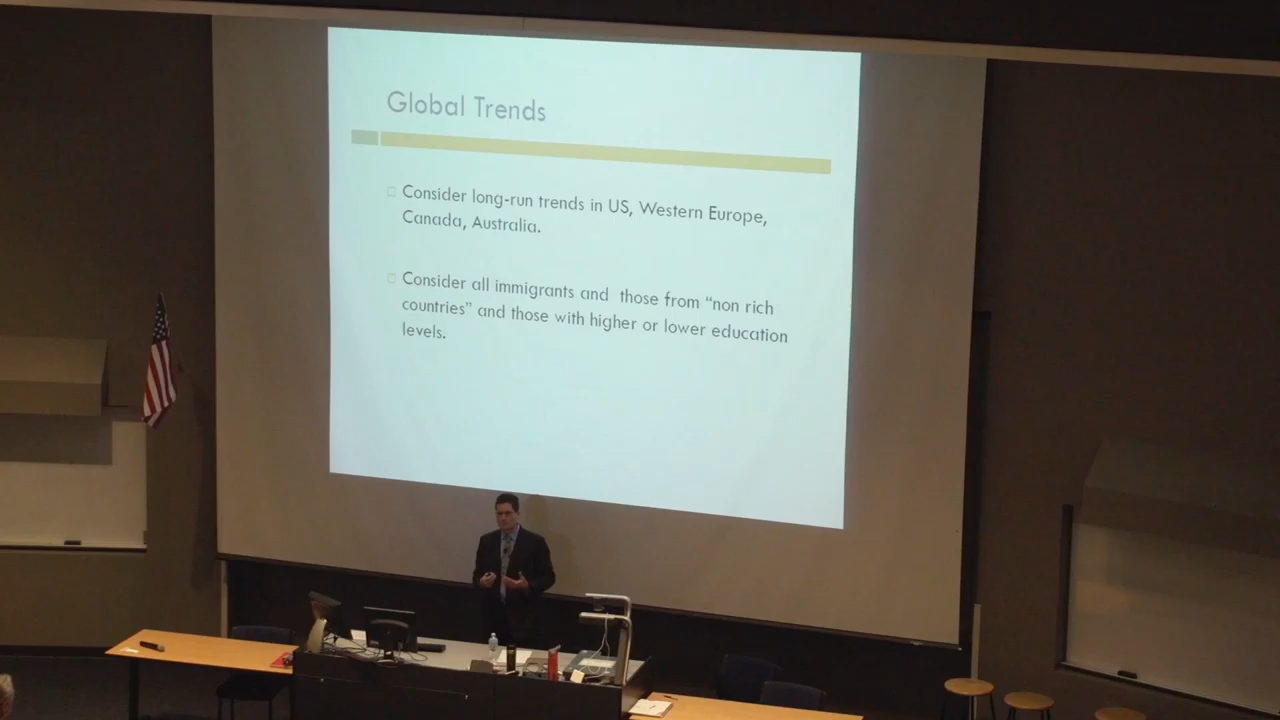 Global Trends
Consider long-run trends in US, Western Europe,
Canada, Australia.
Consider all immigrants and  those from “non rich
countries” and those with higher or lower education
levels.